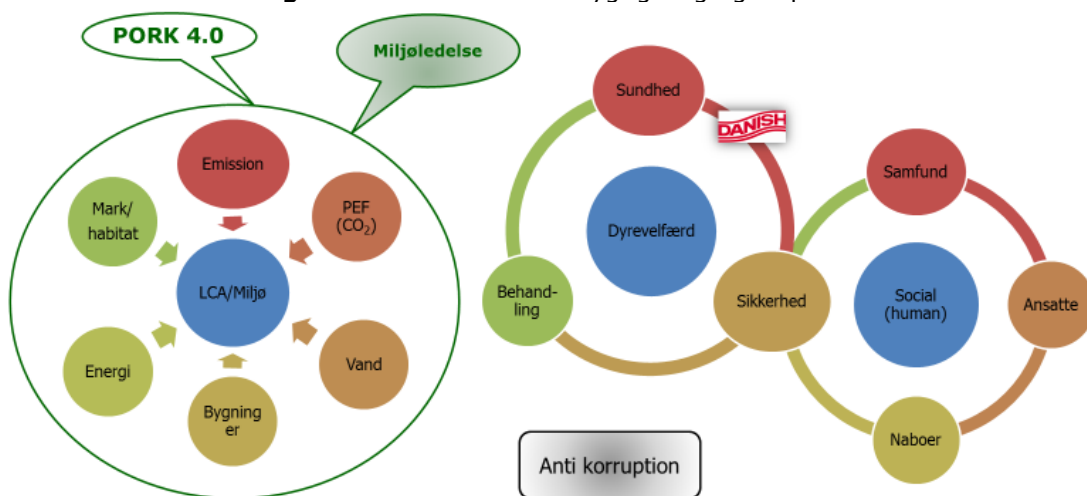 PORK 4.0
Miljøledelse
Emission
Mark/
habitat
PEF
(CO₂)
LCA/Miljø
Energi
Vand
Bygning
er
Sundhed
DANISH
Dyrevelfærd
Behand-
ling
Sikkerhed
Samfund
Social
(human)
Ansatte
Naboer
Anti korruption